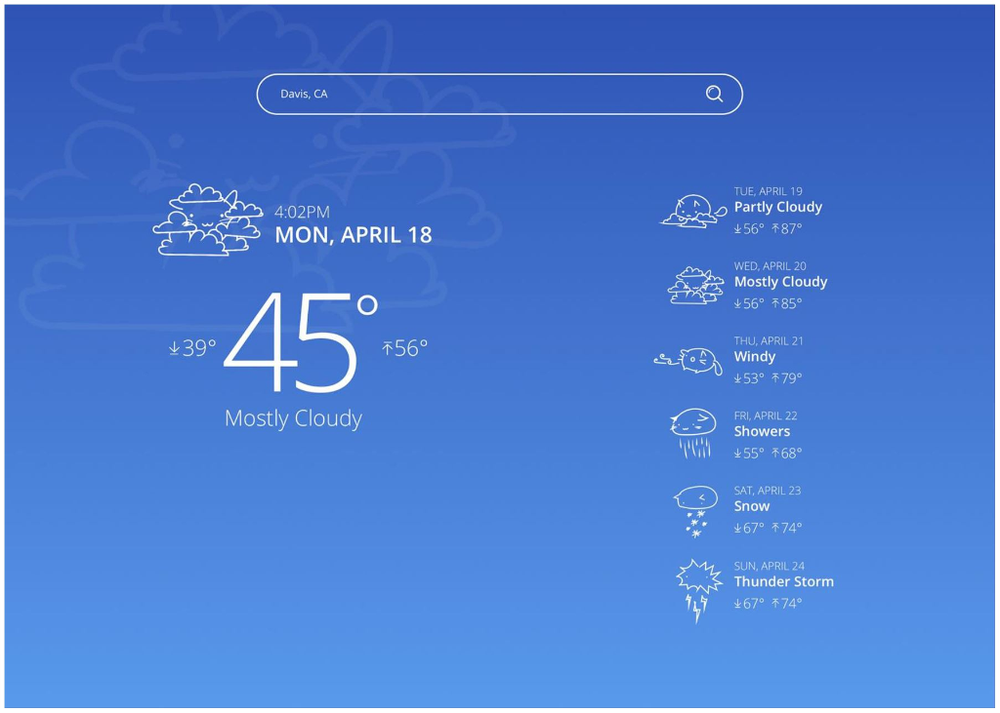 Davis, CA
4:02PM
MON, APRIL 18
39° 45° 56°
Mostly Cloudy
TUE, APRIL 19
Partly Cloudy
56° 87°
WED, APRIL 20
Mostly Cloudy
56° 85°
THU, APRIL 21
Windy
53° 79°
FRI, APRIL 22
Showers
55° 68°
SAT, APRIL 23
Snow
67° 74°
SUN, APRIL 24
Thunder Storm
67° 74°